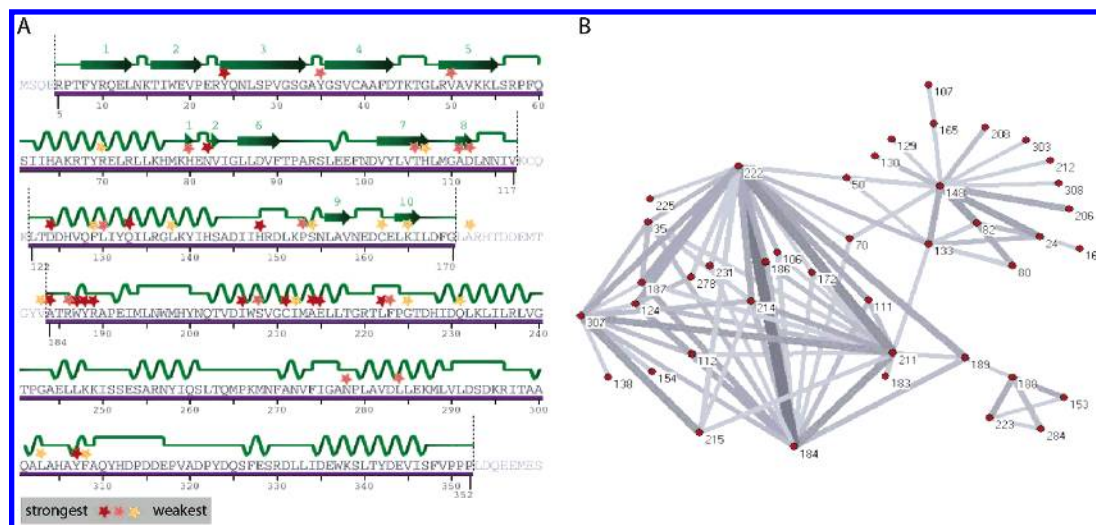 A
B
1 2 3 4 5
MSQERPTFYRQELNKTIWEVPERYQNLSPVGSGAYGSVCAAFDTKTGLRVAVKKLSRPFQ
5 10 20 30 40 50 60
1 2 6 7 8
SIIHAKRTYRELRLLKHMKHENVIGLLDVFTPARSLEEFNDVYLVTHLMGADLNNIVKCQ
70 80 90 100 110 117
9 10
KLTDDHVQFLIYQILRGLKYIHSADIIHRDLKPSNLAVNEDCELKILDFGLARHTDDEMT
122 130 140 150 160 170
GYVATRWYRAPEIMLNWMHYNQTVDIWSVGCIMAELLTGRTLFPGTDHIDQLKLILRLVG
184 190 200 210 220 230 240
TPGAELLKKISSESARNYIQSLTQMPKMNFANVFIGANPLAVDLLEKMLVLDSDKRITAA
250 260 270 280 290 300
QALAHAYFAQYHDPDDEPVADPYDQSFESRDLLIDEWKSLTYDEVISFVPPPLDQEEMES
310 320 330 340 350 352
strongest weakest
107
165 208
129 303
130 212
222 50 148 308
225 206
35 70 82 24
133 16
231 106
278 186 172 80
187
124 214 111
307
112 211 189
138 154 183 188
153
223
215 284
184